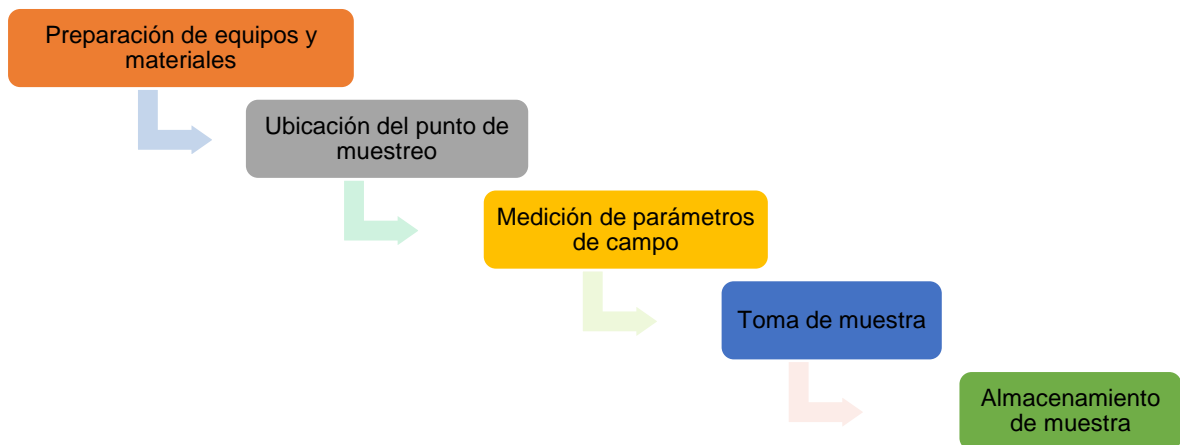 Preparación de equipos y
materiales
Ubicación del punto de
muestreo
Medición de parámetros
de campo
Toma de muestra
Almacenamiento
de muestra